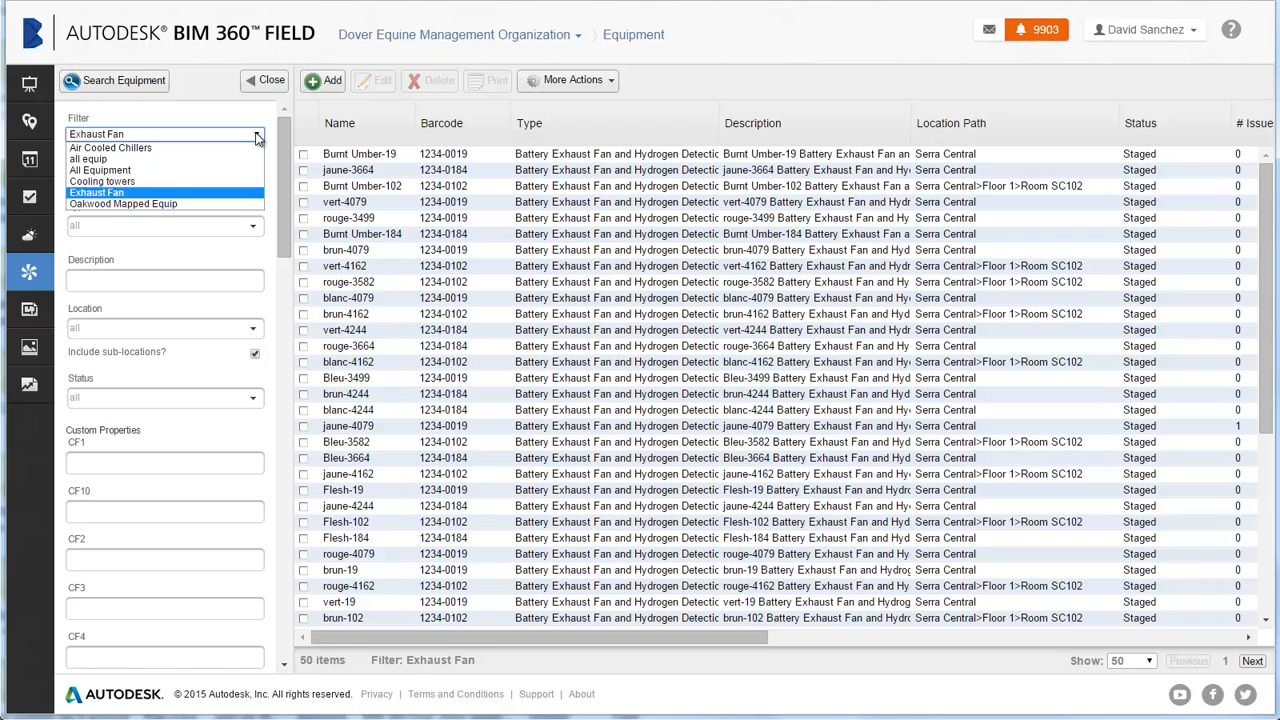 AUTODESK® BIM 360™ FIELD
Dover Equine Management Organization
Equipment
9903
David Sanchez
?
Search Equipment
Close
Add
Edit
Delete
Print
More Actions
Filter
Exhaust Fan
Air Cooled Chillers
all equip
All Equipment
Cooling towers
Exhaust Fan
Oakwood Mapped Equip
all
Description
Location
all
Include sub-locations?
Status
all
Custom Properties
CF1
CF10
CF2
CF3
CF4
Name Barcode Type Description Location Path Status # Issue
Burnt Umber-19 1234-0019 Battery Exhaust Fan and Hydrogen Detectic Burnt Umber-19 Battery Exhaust Fan an Serra Central Staged 0
jaune-3664 1234-0184 Battery Exhaust Fan and Hydrogen Detectic jaune-3664 Battery Exhaust Fan and Hyd Serra Central Staged 0
Burnt Umber-102 1234-0102 Battery Exhaust Fan and Hydrogen Detectic Burnt Umber-102 Battery Exhaust Fan a Serra Central>Floor 1>Room SC102 Staged 0
vert-4079 1234-0019 Battery Exhaust Fan and Hydrogen Detectic vert-4079 Battery Exhaust Fan and Hydr Serra Central Staged 0
rouge-3499 1234-0019 Battery Exhaust Fan and Hydrogen Detectic rouge-3499 Battery Exhaust Fan and Hy Serra Central Staged 0
Burnt Umber-184 1234-0184 Battery Exhaust Fan and Hydrogen Detectic Burnt Umber-184 Battery Exhaust Fan a Serra Central Staged 0
brun-4079 1234-0019 Battery Exhaust Fan and Hydrogen Detectic brun-4079 Battery Exhaust Fan and Hydr Serra Central Staged 0
vert-4162 1234-0102 Battery Exhaust Fan and Hydrogen Detectic vert-4162 Battery Exhaust Fan and Hydr Serra Central>Floor 1>Room SC102 Staged 0
rouge-3582 1234-0102 Battery Exhaust Fan and Hydrogen Detectic rouge-3582 Battery Exhaust Fan and Hy Serra Central>Floor 1>Room SC102 Staged 0
blanc-4079 1234-0019 Battery Exhaust Fan and Hydrogen Detectic blanc-4079 Battery Exhaust Fan and Hyd Serra Central Staged 0
brun-4162 1234-0102 Battery Exhaust Fan and Hydrogen Detectic brun-4162 Battery Exhaust Fan and Hydr Serra Central>Floor 1>Room SC102 Staged 0
vert-4244 1234-0184 Battery Exhaust Fan and Hydrogen Detectic vert-4244 Battery Exhaust Fan and Hydr Serra Central Staged 0
rouge-3664 1234-0184 Battery Exhaust Fan and Hydrogen Detectic rouge-3664 Battery Exhaust Fan and Hy Serra Central Staged 0
blanc-4162 1234-0102 Battery Exhaust Fan and Hydrogen Detectic blanc-4162 Battery Exhaust Fan and Hyd Serra Central>Floor 1>Room SC102 Staged 0
Bleu-3499 1234-0019 Battery Exhaust Fan and Hydrogen Detectic Bleu-3499 Battery Exhaust Fan and Hyd Serra Central Staged 0
brun-4244 1234-0184 Battery Exhaust Fan and Hydrogen Detectic brun-4244 Battery Exhaust Fan and Hydr Serra Central Staged 0
blanc-4244 1234-0184 Battery Exhaust Fan and Hydrogen Detectic blanc-4244 Battery Exhaust Fan and Hyd Serra Central Staged 0
jaune-4079 1234-0019 Battery Exhaust Fan and Hydrogen Detectic jaune-4079 Battery Exhaust Fan and Hyd Serra Central Staged 1
Bleu-3582 1234-0102 Battery Exhaust Fan and Hydrogen Detectic Bleu-3582 Battery Exhaust Fan and Hyd Serra Central>Floor 1>Room SC102 Staged 0
Bleu-3664 1234-0184 Battery Exhaust Fan and Hydrogen Detectic Bleu-3664 Battery Exhaust Fan and Hyd Serra Central Staged 0
jaune-4162 1234-0102 Battery Exhaust Fan and Hydrogen Detectic jaune-4162 Battery Exhaust Fan and Hyd Serra Central>Floor 1>Room SC102 Staged 0
Flesh-19 1234-0019 Battery Exhaust Fan and Hydrogen Detectic Flesh-19 Battery Exhaust Fan and Hydro Serra Central Staged 0
jaune-4244 1234-0184 Battery Exhaust Fan and Hydrogen Detectic jaune-4244 Battery Exhaust Fan and Hyd Serra Central Staged 0
Flesh-102 1234-0102 Battery Exhaust Fan and Hydrogen Detectic Flesh-102 Battery Exhaust Fan and Hydr Serra Central>Floor 1>Room SC102 Staged 0
Flesh-184 1234-0184 Battery Exhaust Fan and Hydrogen Detectic Flesh-184 Battery Exhaust Fan and Hydr Serra Central Staged 0
rouge-4079 1234-0019 Battery Exhaust Fan and Hydrogen Detectic rouge-4079 Battery Exhaust Fan and Hy Serra Central Staged 0
brun-19 1234-0019 Battery Exhaust Fan and Hydrogen Detectic brun-19 Battery Exhaust Fan and Hydrog Serra Central Staged 0
rouge-4162 1234-0102 Battery Exhaust Fan and Hydrogen Detectic rouge-4162 Battery Exhaust Fan and Hy Serra Central>Floor 1>Room SC102 Staged 0
vert-19 1234-0019 Battery Exhaust Fan and Hydrogen Detectic vert-19 Battery Exhaust Fan and Hydrog Serra Central Staged 0
brun-102 1234-0102 Battery Exhaust Fan and Hydrogen Detectic brun-102 Battery Exhaust Fan and Hydro Serra Central>Floor 1>Room SC102 Staged 0
50 items Filter: Exhaust Fan Show: 50 Previous 1 Next
AUTODESK® © 2015 Autodesk, Inc. All rights reserved. Privacy | Terms and Conditions | Support | About